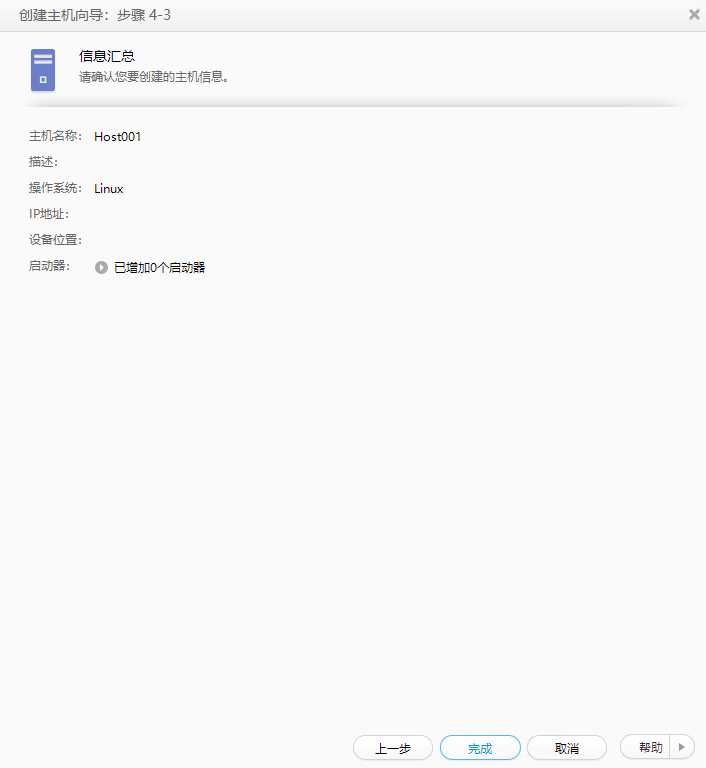 创建主机向导：步骤 4-3
信息汇总
请确认您要创建的主机信息。
主机名称： Host001
描述：
操作系统： Linux
IP地址：
设备位置：
启动器： 已增加0个启动器
上一步 完成 取消 帮助